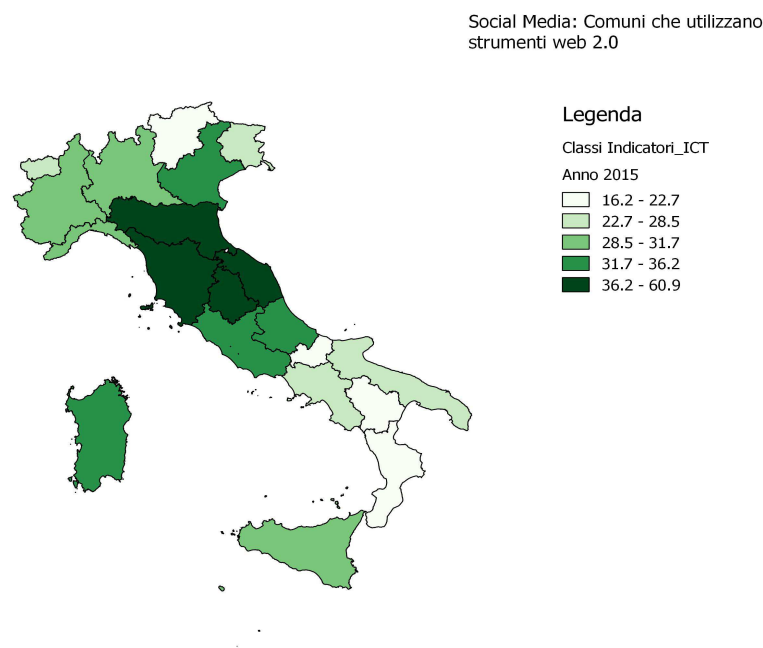 Social Media: Comuni che utilizzano
strumenti web 2.0
Legenda
Classi Indicatori_ICT
Anno 2015
16.2 - 22.7
22.7 - 28.5
28.5 - 31.7
31.7 - 36.2
36.2 - 60.9